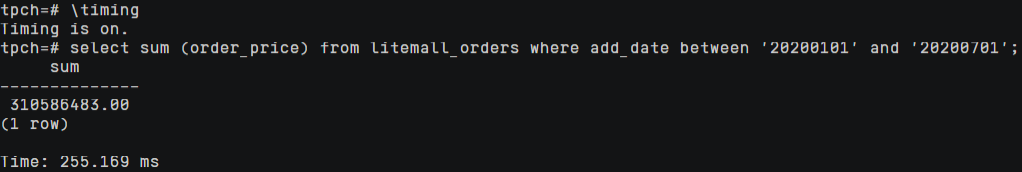 tpch=# \timing
Timing is on.
tpch=# select sum (order_price) from litemall_orders where add_date between '20200101' and '20200701';
sum
--------------
310586483.00
(1 row)
Time: 255.169 ms